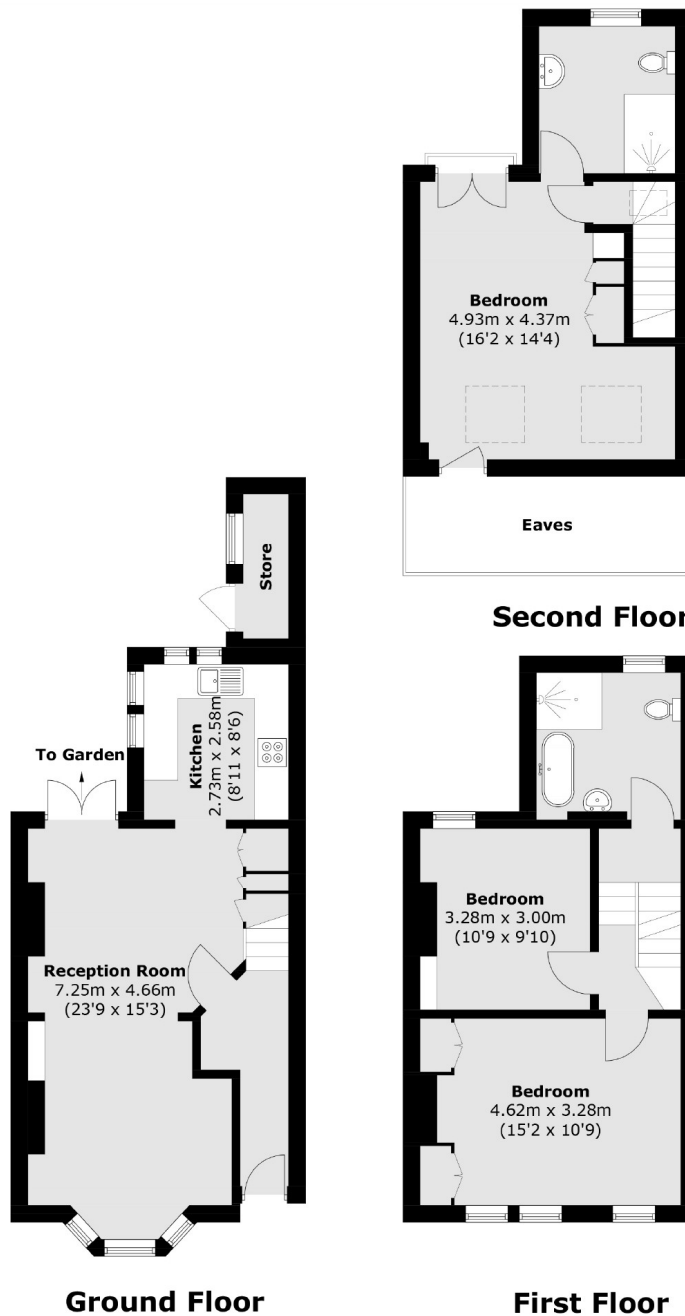 Bedroom
4.93m x 4.37m
(16'2 x 14'4)
Eaves
Second Floor
Store
To Garden
Kitchen
2.73m x 2.58m
(8'11 x 8'6)
Reception Room
7.25m x 4.66m
(23'9 x 15'3)
Ground Floor
Bedroom
3.28m x 3.00m
(10'9 x 9'10)
Bedroom
4.62m x 3.28m
(15'2 x 10'9)
First Floor